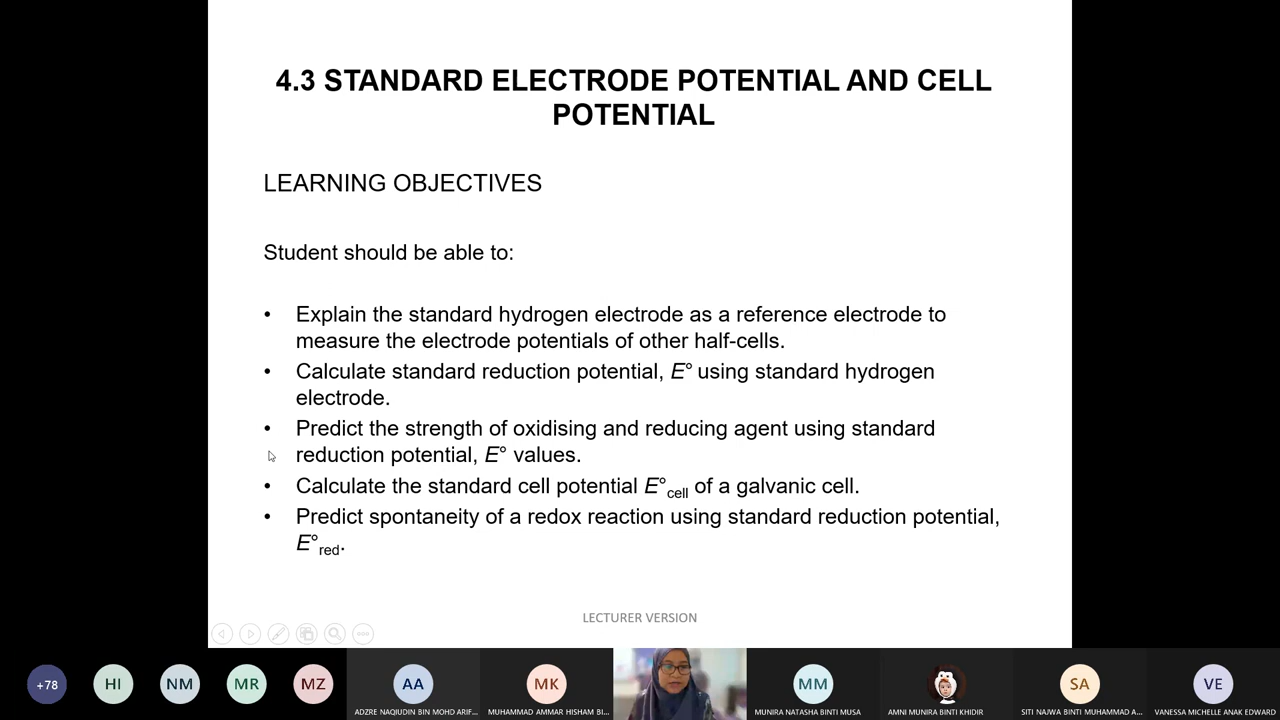 4.3 STANDARD ELECTRODE POTENTIAL AND CELL
POTENTIAL
LEARNING OBJECTIVES
Student should be able to:
• Explain the standard hydrogen electrode as a reference electrode to
measure the electrode potentials of other half-cells.
• Calculate standard reduction potential, E° using standard hydrogen
electrode.
• Predict the strength of oxidising and reducing agent using standard
reduction potential, E° values.
• Calculate the standard cell potential E°cell of a galvanic cell.
• Predict spontaneity of a redox reaction using standard reduction potential,
E°red.
LECTURER VERSION
+78
HI
NM
MR
MZ
AA
MK
MM
SA
VE
ADZRE NAQIUDIN BIN MOHD ARIF...
MUHAMMAD AMMAR HISHAM BI...
MUNIRA NATASHA BINTI MUSA
AMNI MUNIRA BINTI KHIDIR
SITI NAJWA BINTI MUHAMMAD A...
VANESSA MICHELLE ANAK EDWARD